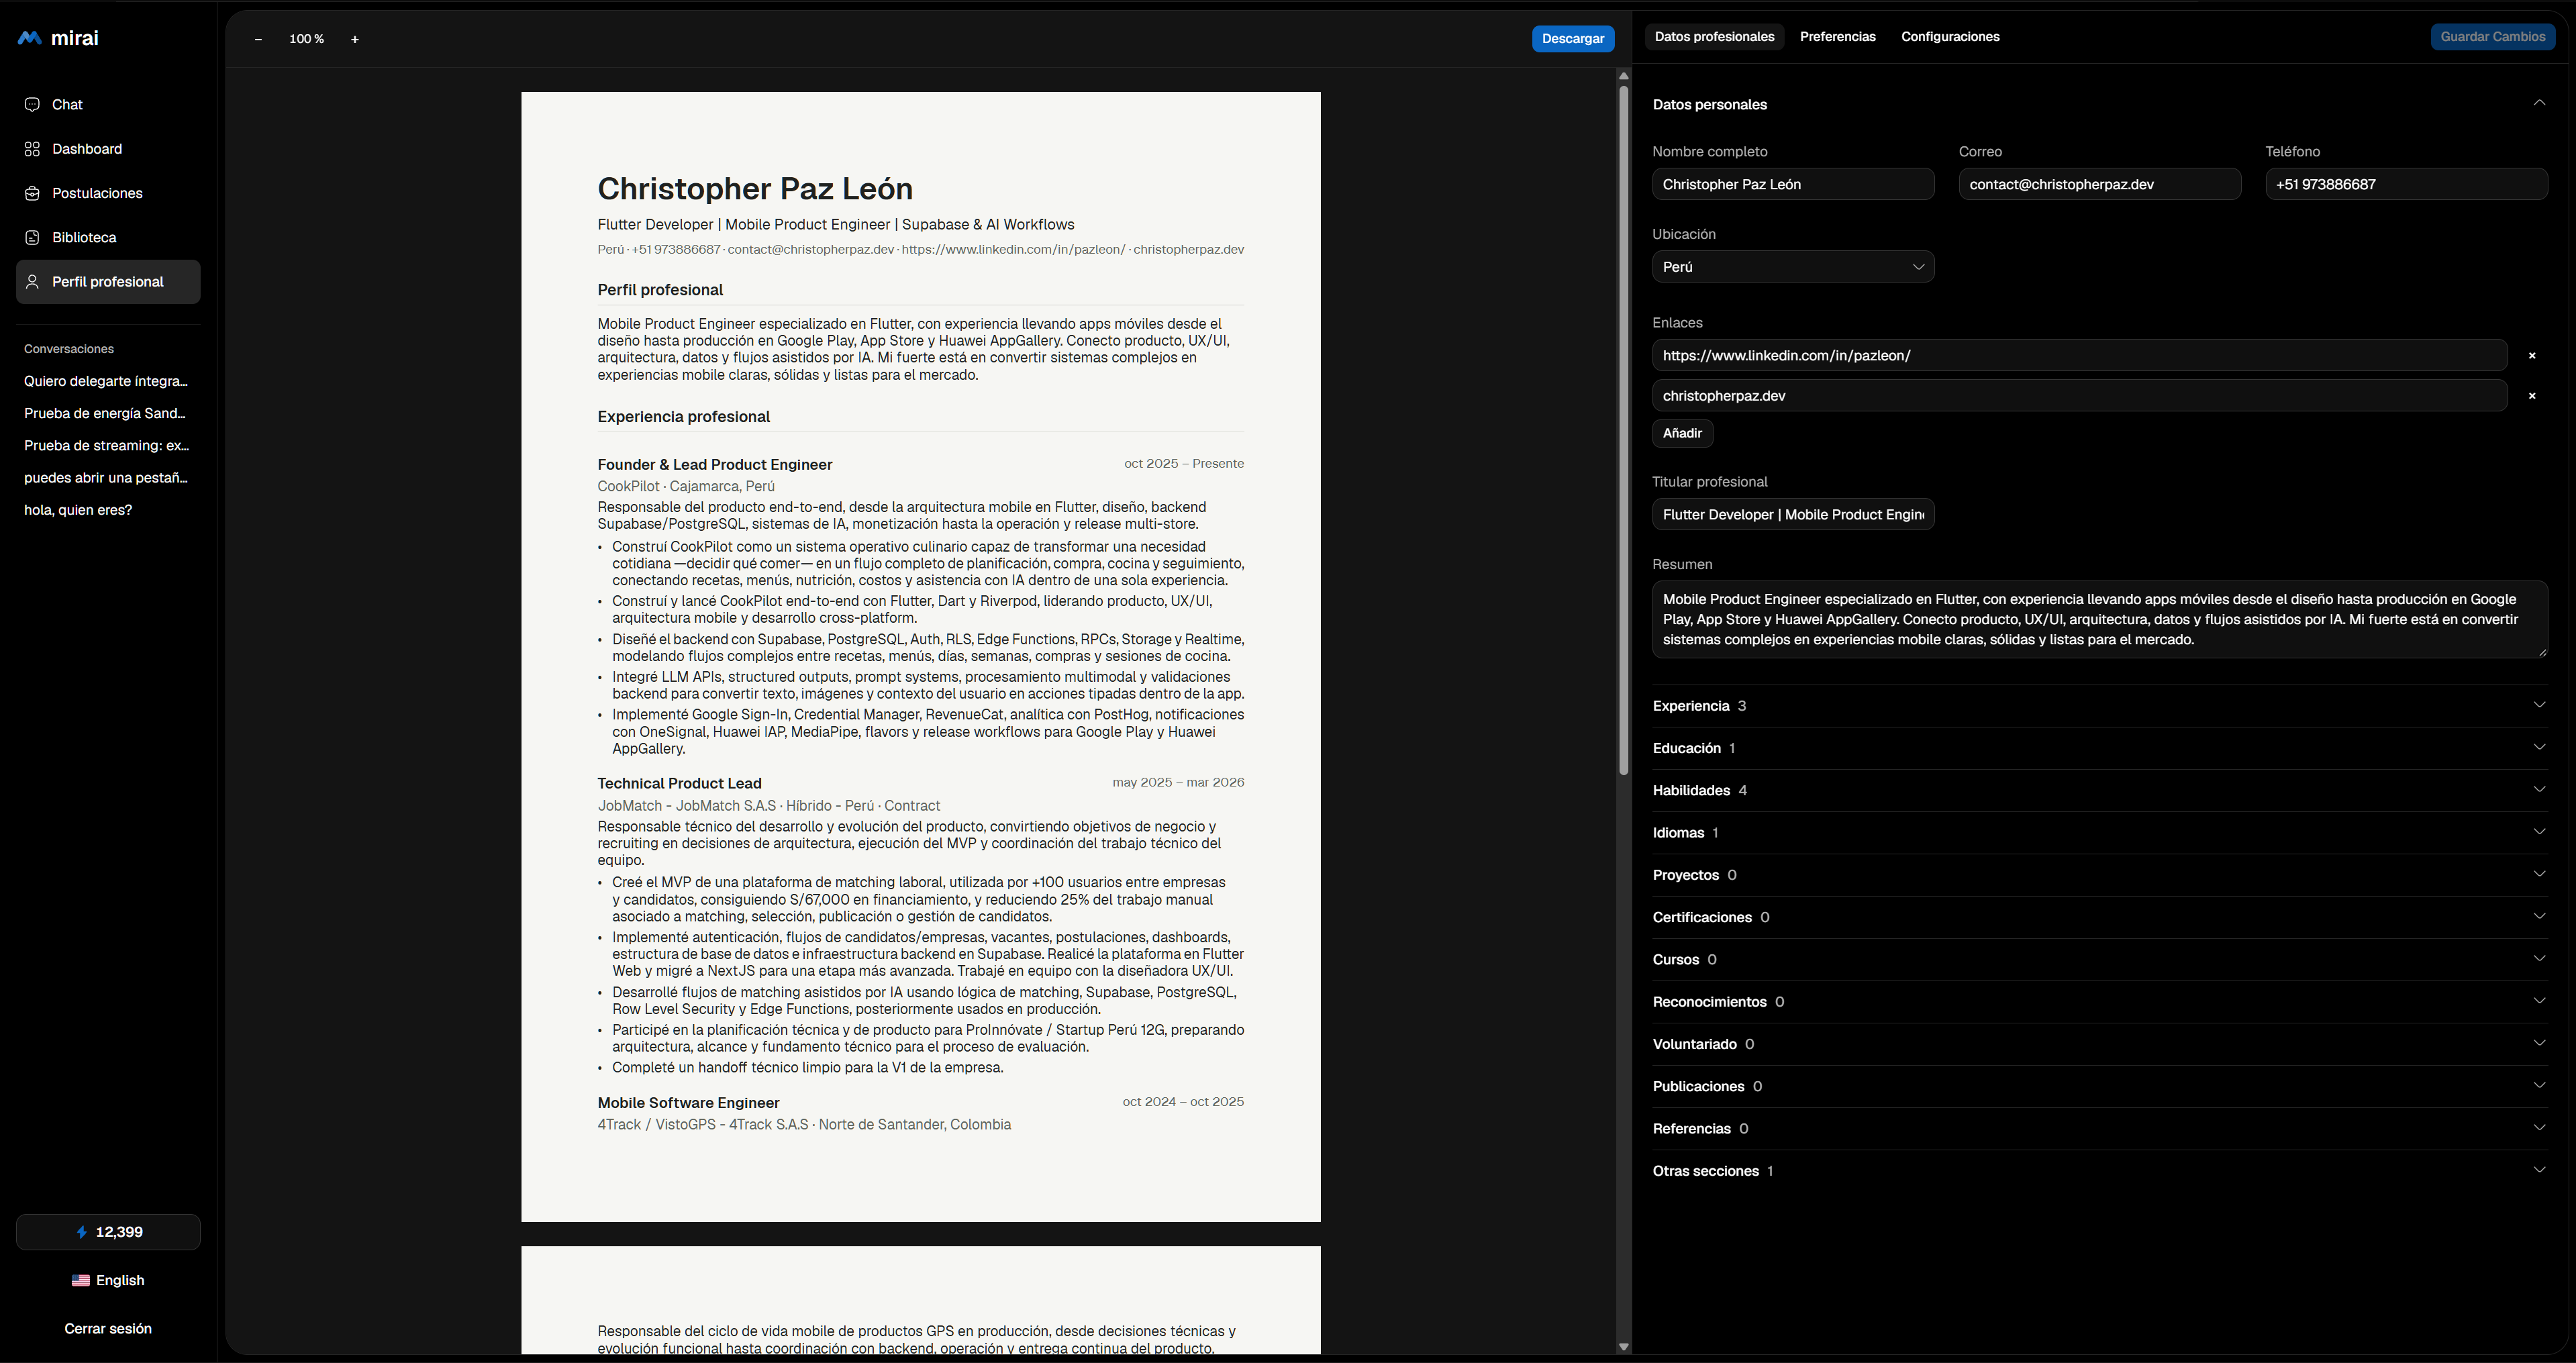 mirai
Chat
Dashboard
Postulaciones
Biblioteca
Perfil profesional
Conversaciones
Quiero delegarte íntegra...
Prueba de energía Sand...
Prueba de streaming: ex...
puedes abrir una pestañ...
hola, quien eres?
12,399
English
Cerrar sesión
− 100 % +
Descargar
Christopher Paz León
Flutter Developer | Mobile Product Engineer | Supabase & AI Workflows
Perú · +51 973886687 · contact@christopherpaz.dev · https://www.linkedin.com/in/pazleon/ · christopherpaz.dev
Perfil profesional
Mobile Product Engineer especializado en Flutter, con experiencia llevando apps móviles desde el
diseño hasta producción en Google Play, App Store y Huawei AppGallery. Conecto producto, UX/UI,
arquitectura, datos y flujos asistidos por IA. Mi fuerte está en convertir sistemas complejos en
experiencias mobile claras, sólidas y listas para el mercado.
Experiencia profesional
Founder & Lead Product Engineer oct 2025 – Presente
CookPilot · Cajamarca, Perú
Responsable del producto end-to-end, desde la arquitectura mobile en Flutter, diseño, backend
Supabase/PostgreSQL, sistemas de IA, monetización hasta la operación y release multi-store.
• Construí CookPilot como un sistema operativo culinario capaz de transformar una necesidad
cotidiana —decidir qué comer— en un flujo completo de planificación, compra, cocina y seguimiento,
conectando recetas, menús, nutrición, costos y asistencia con IA dentro de una sola experiencia.
• Construí y lancé CookPilot end-to-end con Flutter, Dart y Riverpod, liderando producto, UX/UI,
arquitectura mobile y desarrollo cross-platform.
• Diseñé el backend con Supabase, PostgreSQL, Auth, RLS, Edge Functions, RPCs, Storage y Realtime,
modelando flujos complejos entre recetas, menús, días, semanas, compras y sesiones de cocina.
• Integré LLM APIs, structured outputs, prompt systems, procesamiento multimodal y validaciones
backend para convertir texto, imágenes y contexto del usuario en acciones tipadas dentro de la app.
• Implementé Google Sign-In, Credential Manager, RevenueCat, analítica con PostHog, notificaciones
con OneSignal, Huawei IAP, MediaPipe, flavors y release workflows para Google Play y Huawei
AppGallery.
Technical Product Lead may 2025 – mar 2026
JobMatch - JobMatch S.A.S · Híbrido - Perú · Contract
Responsable técnico del desarrollo y evolución del producto, convirtiendo objetivos de negocio y
recruiting en decisiones de arquitectura, ejecución del MVP y coordinación del trabajo técnico del
equipo.
• Creé el MVP de una plataforma de matching laboral, utilizada por +100 usuarios entre empresas
y candidatos, consiguiendo S/67,000 en financiamiento, y reduciendo 25% del trabajo manual
asociado a matching, selección, publicación o gestión de candidatos.
• Implementé autenticación, flujos de candidatos/empresas, vacantes, postulaciones, dashboards,
estructura de base de datos e infraestructura backend en Supabase. Realicé la plataforma en Flutter
Web y migré a NextJS para una etapa más avanzada. Trabajé en equipo con la diseñadora UX/UI.
• Desarrollé flujos de matching asistidos por IA usando lógica de matching, Supabase, PostgreSQL,
Row Level Security y Edge Functions, posteriormente usados en producción.
• Participé en la planificación técnica y de producto para ProInnóvate / Startup Perú 12G, preparando
arquitectura, alcance y fundamento técnico para el proceso de evaluación.
• Completé un handoff técnico limpio para la V1 de la empresa.
Mobile Software Engineer oct 2024 – oct 2025
4Track / VistoGPS - 4Track S.A.S · Norte de Santander, Colombia
Responsable del ciclo de vida mobile de productos GPS en producción, desde decisiones técnicas y
evolución funcional hasta coordinación con backend, operación y entrega continua del producto.
Datos profesionales Preferencias Configuraciones
Guardar Cambios
Datos personales
Nombre completo Correo Teléfono
Christopher Paz León contact@christopherpaz.dev +51 973886687
Ubicación
Perú
Enlaces
https://www.linkedin.com/in/pazleon/ ×
christopherpaz.dev ×
Añadir
Titular profesional
Flutter Developer | Mobile Product Engin
Resumen
Mobile Product Engineer especializado en Flutter, con experiencia llevando apps móviles desde el diseño hasta producción en Google
Play, App Store y Huawei AppGallery. Conecto producto, UX/UI, arquitectura, datos y flujos asistidos por IA. Mi fuerte está en convertir
sistemas complejos en experiencias mobile claras, sólidas y listas para el mercado.
Experiencia 3
Educación 1
Habilidades 4
Idiomas 1
Proyectos 0
Certificaciones 0
Cursos 0
Reconocimientos 0
Voluntariado 0
Publicaciones 0
Referencias 0
Otras secciones 1